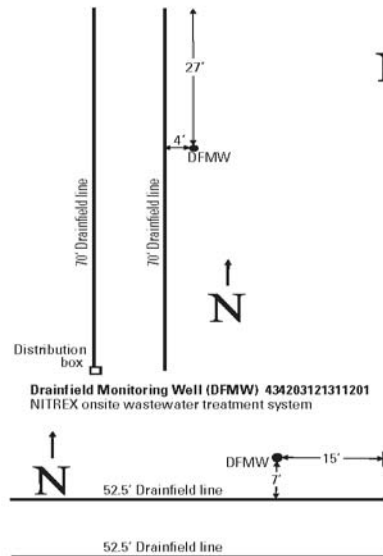 27'
4'
DFMW
70' Drainfield line
70' Drainfield line
N
Distribution
box
Drainfield Monitoring Well (DFMW) 434203121311201
NITREX onsite wastewater treatment system
N
DFMW
15'
7'
52.5' Drainfield line
52.5' Drainfield line